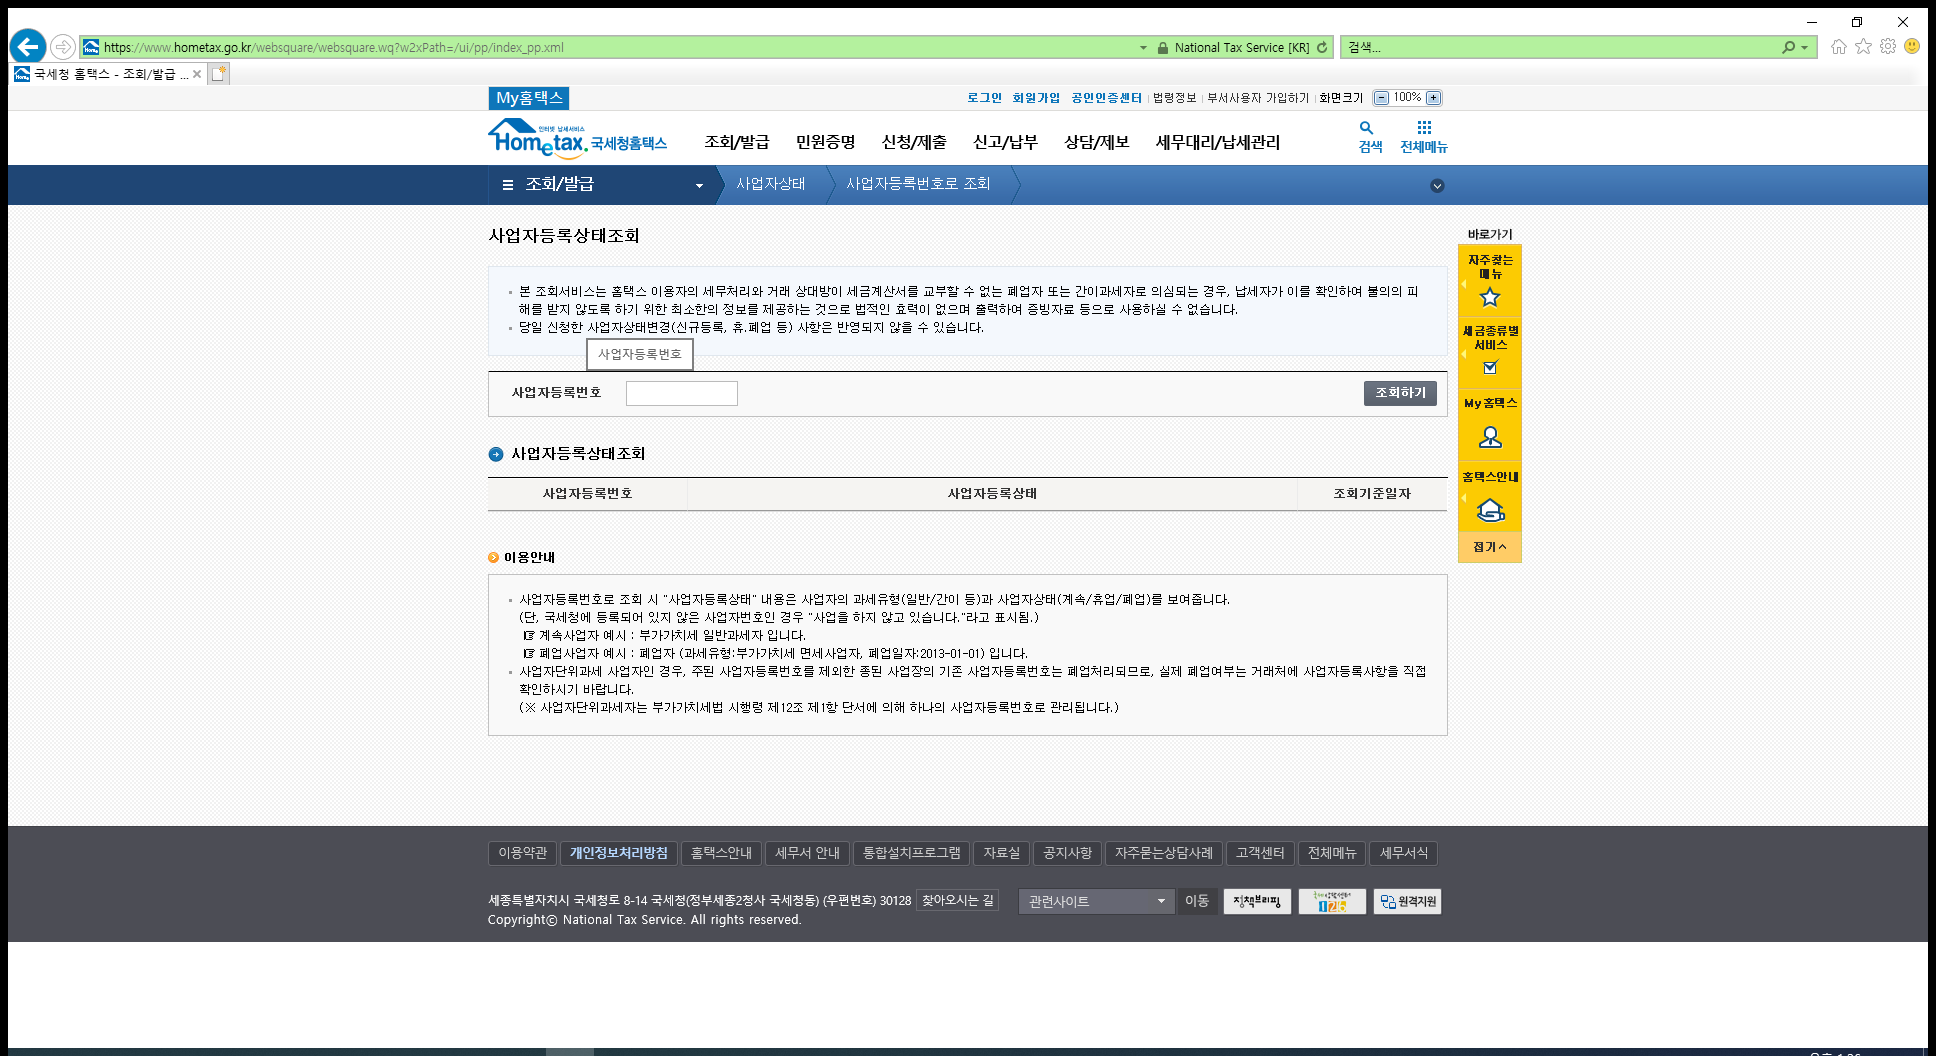 https://www.hometax.go.kr/websquare/websquare.wq?w2xPath=/ui/pp/index_pp.xml
National Tax Service [KR]
검색...
국세청 홈택스 - 조회/발급 ...
My홈택스
로그인 회원가입 공인인증센터 법령정보 부서사용자 가입하기 화면크기 100%
인터넷 납세서비스
Hometax. 국세청홈택스
조회/발급 민원증명 신청/제출 신고/납부 상담/제보 세무대리/납세관리
검색 전체메뉴
조회/발급 사업자상태 사업자등록번호로 조회
사업자등록상태조회
본 조회서비스는 홈택스 이용자의 세무처리와 거래 상대방이 세금계산서를 교부할 수 없는 폐업자 또는 간이과세자로 의심되는 경우, 납세자가 이를 확인하여 불의의 피
해를 받지 않도록 하기 위한 최소한의 정보를 제공하는 것으로 법적인 효력이 없으며 출력하여 증빙자료 등으로 사용하실 수 없습니다.
당일 신청한 사업자상태변경(신규등록, 휴.폐업 등) 사항은 반영되지 않을 수 있습니다.
사업자등록번호
사업자등록번호
조회하기
사업자등록상태조회
사업자등록번호 사업자등록상태 조회기준일자
이용안내
사업자등록번호로 조회 시 "사업자등록상태" 내용은 사업자의 과세유형(일반/간이 등)과 사업자상태(계속/휴업/폐업)를 보여줍니다.
(단, 국세청에 등록되어 있지 않은 사업자번호인 경우 "사업을 하지 않고 있습니다."라고 표시됨.)
☞ 계속사업자 예시 : 부가가치세 일반과세자 입니다.
☞ 폐업사업자 예시 : 폐업자 (과세유형:부가가치세 면세사업자, 폐업일자:2013-01-01) 입니다.
사업자단위과세 사업자인 경우, 주된 사업자등록번호를 제외한 종된 사업장의 기존 사업자등록번호는 폐업처리되므로, 실제 폐업여부는 거래처에 사업자등록사항을 직접
확인하시기 바랍니다.
(※ 사업자단위과세자는 부가가치세법 시행령 제12조 제1항 단서에 의해 하나의 사업자등록번호로 관리됩니다.)
바로가기
자주찾는
메뉴
세금종류별
서비스
My홈택스
홈택스안내
접기
이용약관 개인정보처리방침 홈택스안내 세무서 안내 통합설치프로그램 자료실 공지사항 자주묻는상담사례 고객센터 전체메뉴 세무서식
세종특별자치시 국세청로 8-14 국세청(정부세종2청사 국세청동) (우편번호) 30128 찾아오시는 길
관련사이트 이동 정책브리핑 126 원격지원
Copyrightⓒ National Tax Service. All rights reserved.